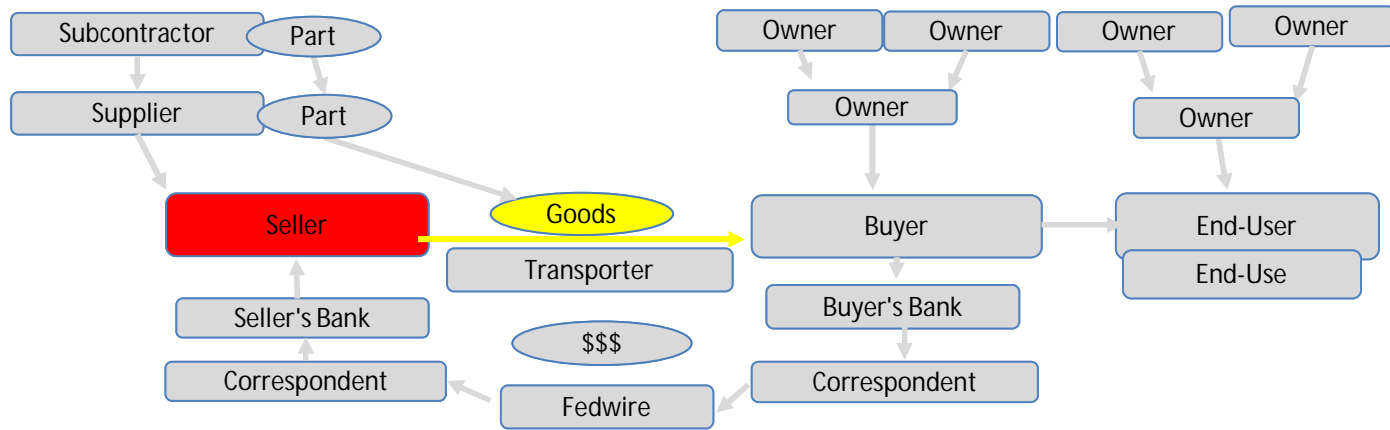 Subcontractor
Part
Owner
Owner
Owner
Owner
Supplier
Part
Owner
Owner
Seller
Goods
Buyer
End-User
Transporter
End-Use
Seller's Bank
Buyer's Bank
$$$
Correspondent
Correspondent
Fedwire